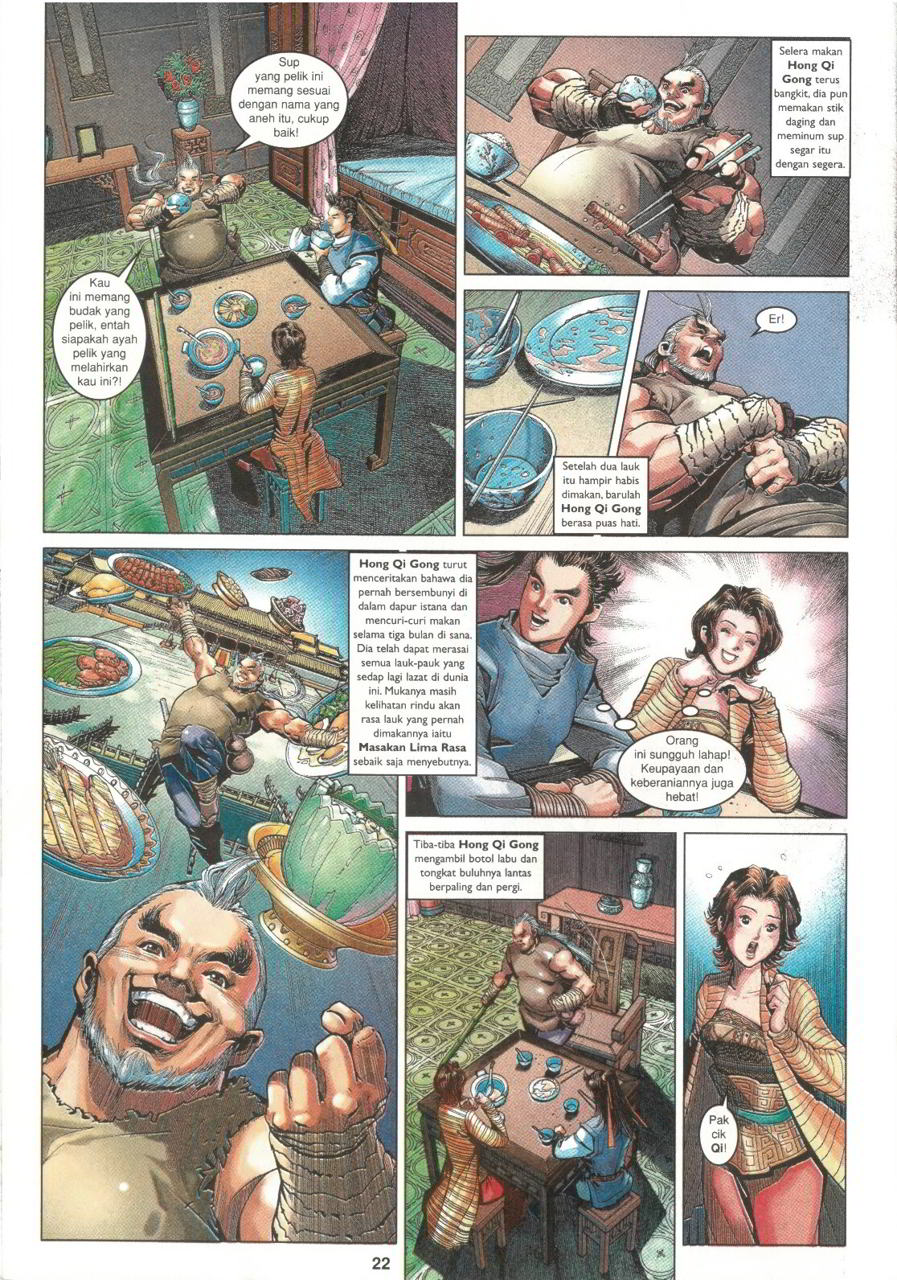 Sup
yang pelik ini
memang sesuai
dengan nama yang
aneh itu, cukup
baik!
Kau
ini memang
budak yang
pelik, entah
siapakah ayah
pelik yang
melahirkan
kau ini?!
Selera makan
Hong Qi
Gong terus
bangkit, dia pun
memakan stik
daging dan
meminum sup
segar itu
dengan segera.
Setelah dua lauk
itu hampir habis
dimakan, barulah
Hong Qi Gong
berasa puas hati.
Er!
Hong Qi Gong turut
menceritakan bahawa dia
pernah bersembunyi di
dalam dapur istana dan
mencuri-curi makan
selama tiga bulan di sana.
Dia telah dapat merasai
semua lauk-pauk yang
sedap lagi lazat di dunia
ini. Mukanya masih
kelihatan rindu akan
rasa lauk yang pernah
dimakannya iaitu
Masakan Lima Rasa
sebaik saja menyebutnya.
Orang
ini sungguh lahap!
Keupayaan dan
keberaniannya juga
hebat!
Tiba-tiba Hong Qi Gong
mengambil botol labu dan
tongkat buluhnya lantas
berpaling dan pergi.
Pak
cik
Qi!
22